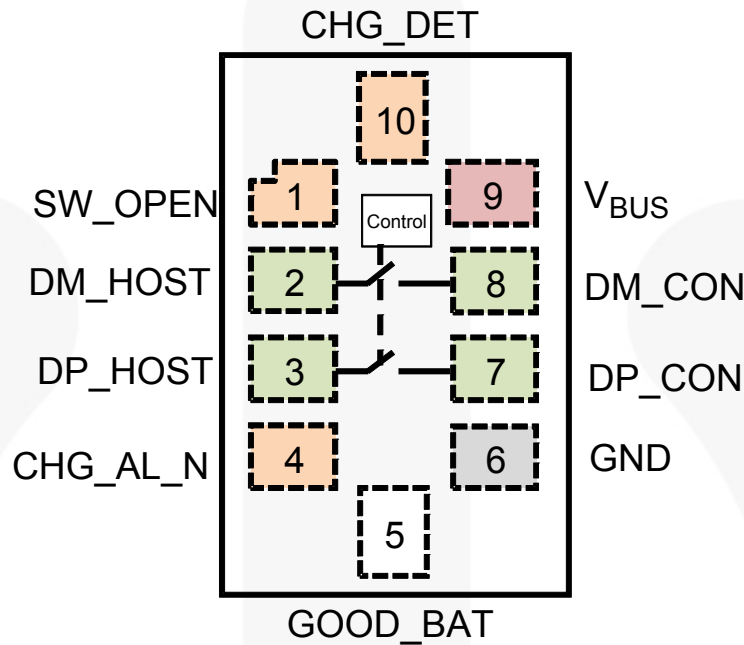 CHG_DET
10
SW_OPEN 1 9 VBUS
Control
DM_HOST 2 8 DM_CON
DP_HOST 3 7 DP_CON
CHG_AL_N 4 6 GND
5
GOOD_BAT